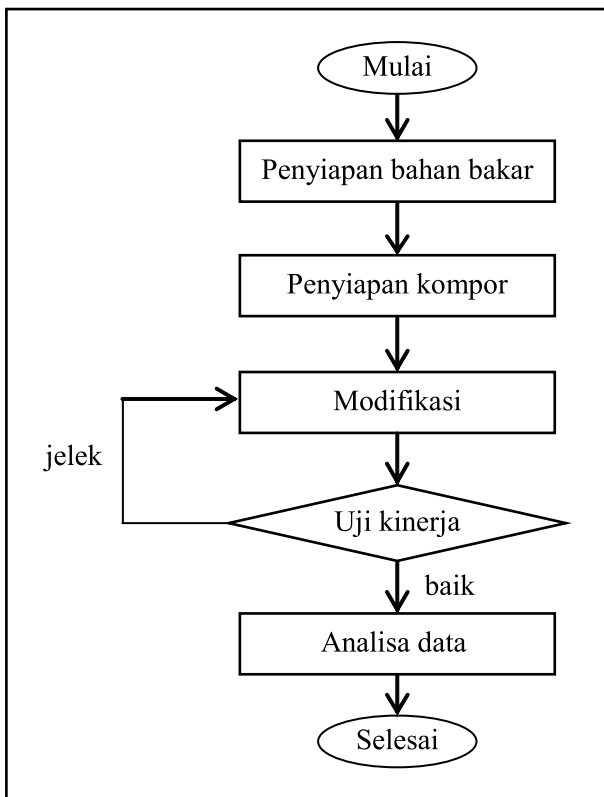 Mulai
Penyiapan bahan bakar
Penyiapan kompor
Modifikasi
jelek
Uji kinerja
baik
Analisa data
Selesai